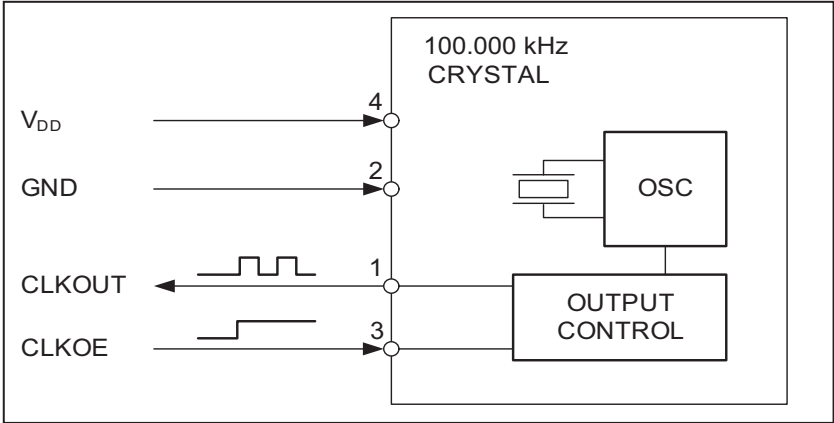 100.000 kHz
CRYSTAL
4
VDD
2
GND
OSC
1
CLKOUT
OUTPUT
CONTROL
3
CLKOE